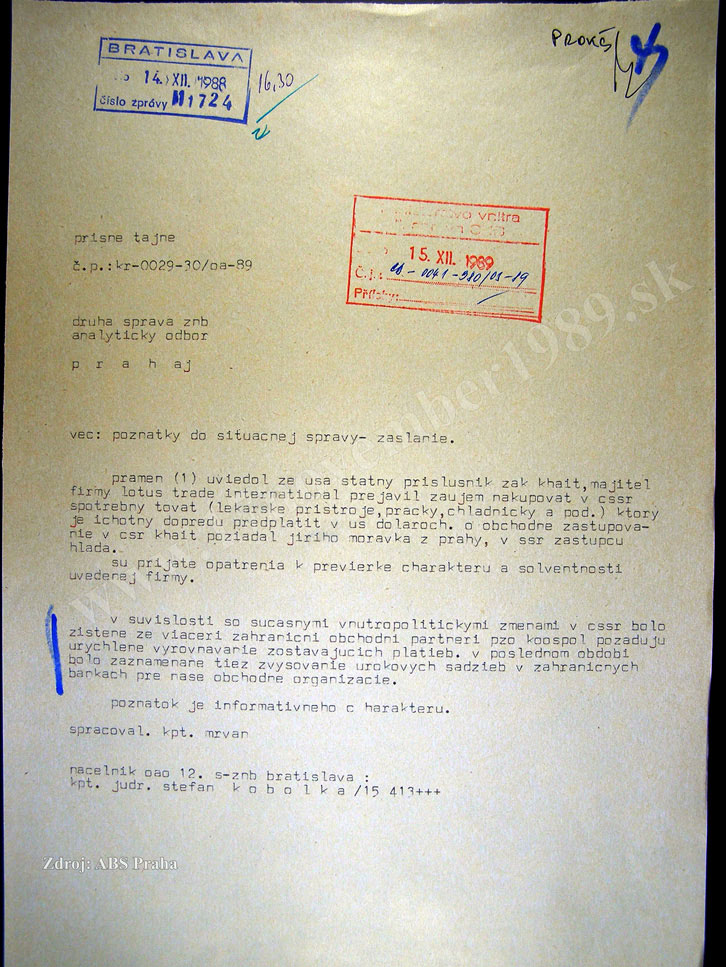 PROKŠ
BRATISLAVA
14. XII. 1988
číslo zprávy M1724
16,30
vnitra
15. XII. 1989
Č.j.:
Přílohy:
prisne tajne
č.p.:kr-0029-30/oa-89
druha sprava znb
analyticky odbor
p r a h aj
vec: poznatky do situacnej spravy- zaslanie.
pramen (1) uviedol ze usa statny prislusnik zak khait,majitel
firmy lotus trade international prejavil zaujem nakupovat v cssr
spotrebny tovat (lekarske pristroje,pracky,chladnicky a pod.) ktory
je ichotny dopredu predplatit v us dolaroch. o obchodne zastupova-
nie v csr khait poziadal jiriho moravka z prahy, v ssr zastupcu
hlada.
su prijate opatrenia k previerke charakteru a solventnosti
uvedenej firmy.
v suvislosti so sucasnymi vnutropolitickymi zmenami v cssr bolo
zistene ze viaceri zahranicni obchodni partneri pzo koospol pozaduju
urychlene vyrovnavanie zostavajucich platieb. v poslednom obdobi
bolo zaznamenane tiez zvysovanie urokovych sadzieb v zahranicnych
bankach pre nase obchodne organizacie.
poznatok je informativneho c harakteru.
spracoval. kpt. mrvan
nacelnik oao 12. s-znb bratislava :
kpt. judr. stefan k o b o l k a /15 413+++
Zdroj: ABS Praha